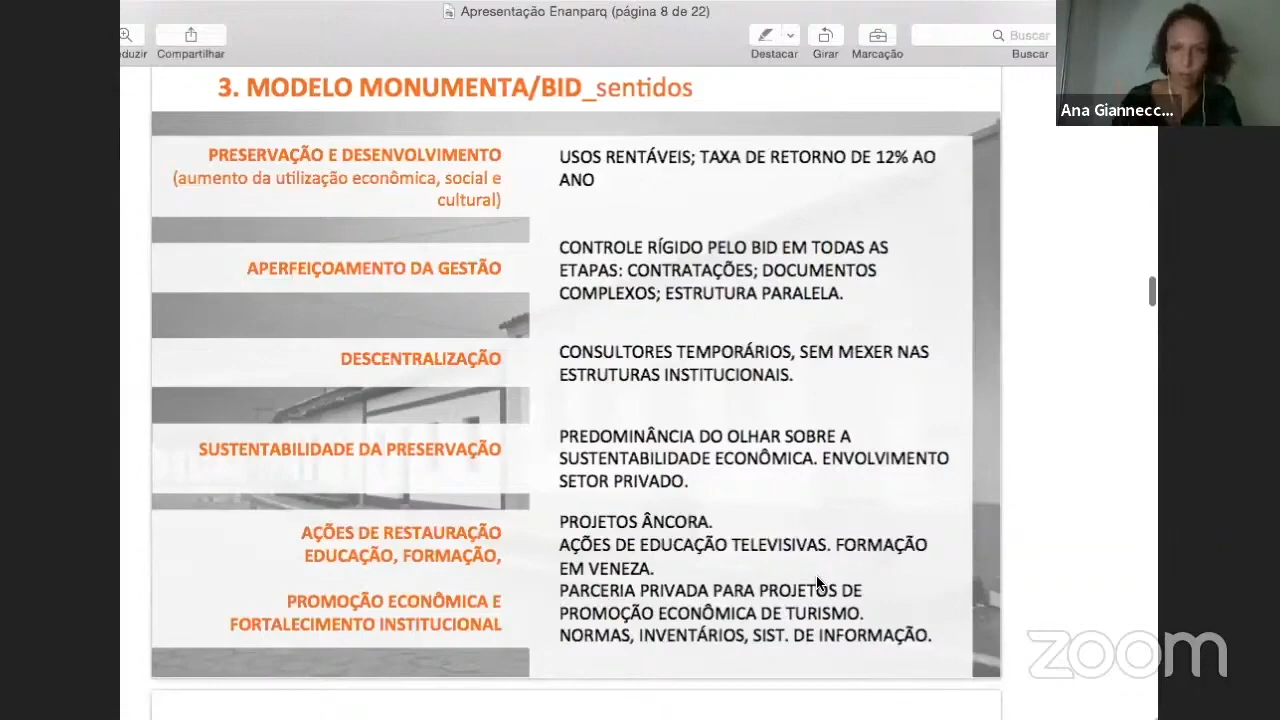 Apresentação Enanparq (página 8 de 22)
duzir
Compartilhar
Destacar
Girar
Marcação
Buscar
Buscar
Ana Giannecc...
3. MODELO MONUMENTA/BID_sentidos
PRESERVAÇÃO E DESENVOLVIMENTO
(aumento da utilização econômica, social e
cultural)
USOS RENTÁVEIS; TAXA DE RETORNO DE 12% AO
ANO
APERFEIÇOAMENTO DA GESTÃO
CONTROLE RÍGIDO PELO BID EM TODAS AS
ETAPAS: CONTRATAÇÕES; DOCUMENTOS
COMPLEXOS; ESTRUTURA PARALELA.
DESCENTRALIZAÇÃO
CONSULTORES TEMPORÁRIOS, SEM MEXER NAS
ESTRUTURAS INSTITUCIONAIS.
SUSTENTABILIDADE DA PRESERVAÇÃO
PREDOMINÂNCIA DO OLHAR SOBRE A
SUSTENTABILIDADE ECONÔMICA. ENVOLVIMENTO
SETOR PRIVADO.
AÇÕES DE RESTAURAÇÃO
EDUCAÇÃO, FORMAÇÃO,
PROMOÇÃO ECONÔMICA E
FORTALECIMENTO INSTITUCIONAL
PROJETOS ÂNCORA.
AÇÕES DE EDUCAÇÃO TELEVISIVAS. FORMAÇÃO
EM VENEZA.
PARCERIA PRIVADA PARA PROJETOS DE
PROMOÇÃO ECONÔMICA DE TURISMO.
NORMAS, INVENTÁRIOS, SIST. DE INFORMAÇÃO.
zoom